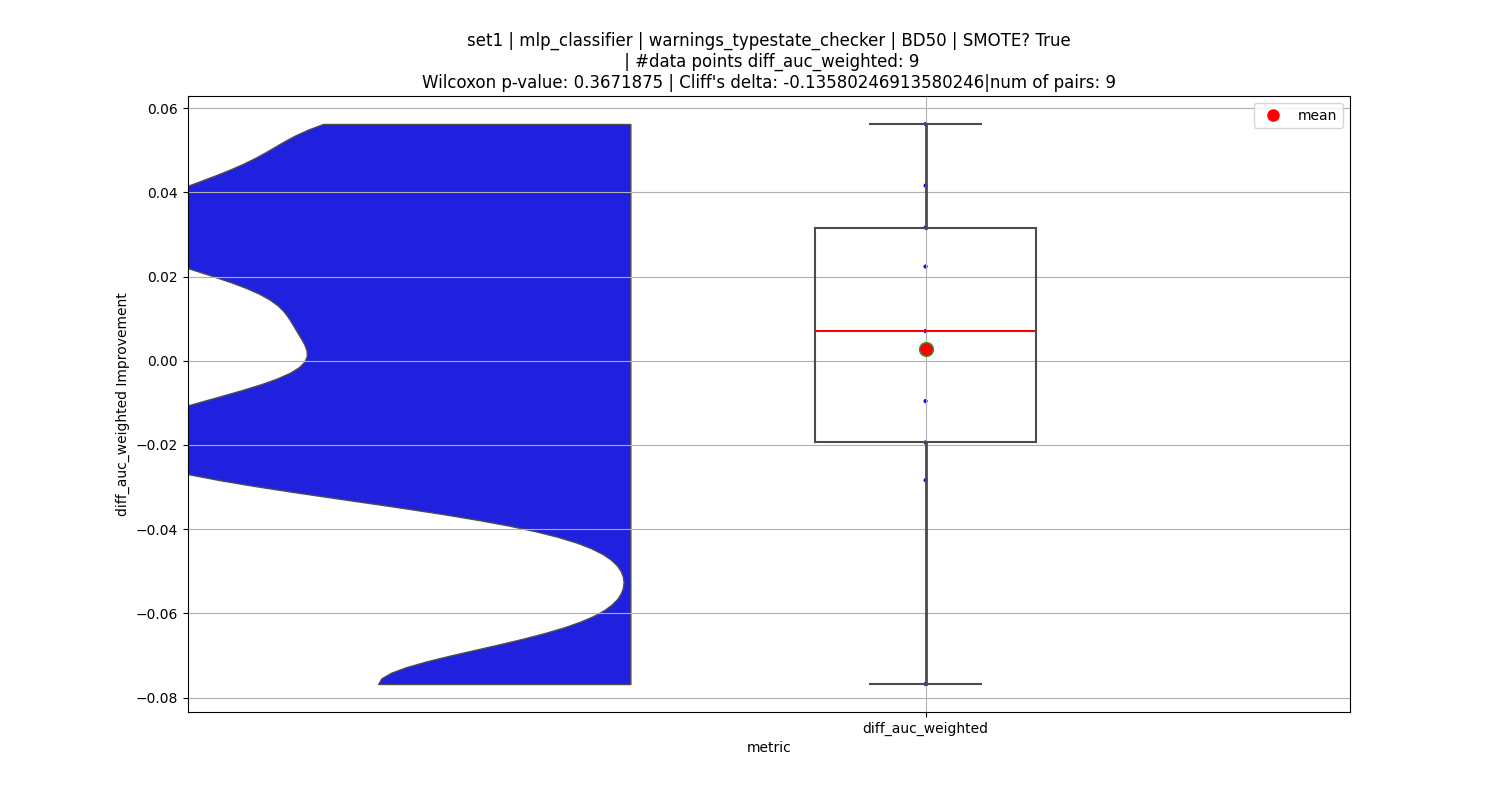 set1 | mlp_classifier | warnings_typestate_checker | BD50 | SMOTE? True
| #data points diff_auc_weighted: 9
Wilcoxon p-value: 0.3671875 | Cliff's delta: -0.13580246913580246|num of pairs: 9
mean
0.06
0.04
0.02
0.00
−0.02
−0.04
−0.06
−0.08
diff_auc_weighted Improvement
diff_auc_weighted
metric